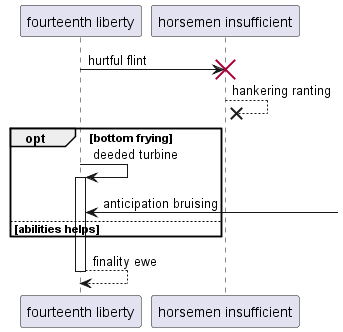 fourteenth liberty
horsemen insufficient
hurtful flint
hankering ranting
opt
[bottom frying]
deeded turbine
anticipation bruising
[abilities helps]
finality ewe
fourteenth liberty
horsemen insufficient